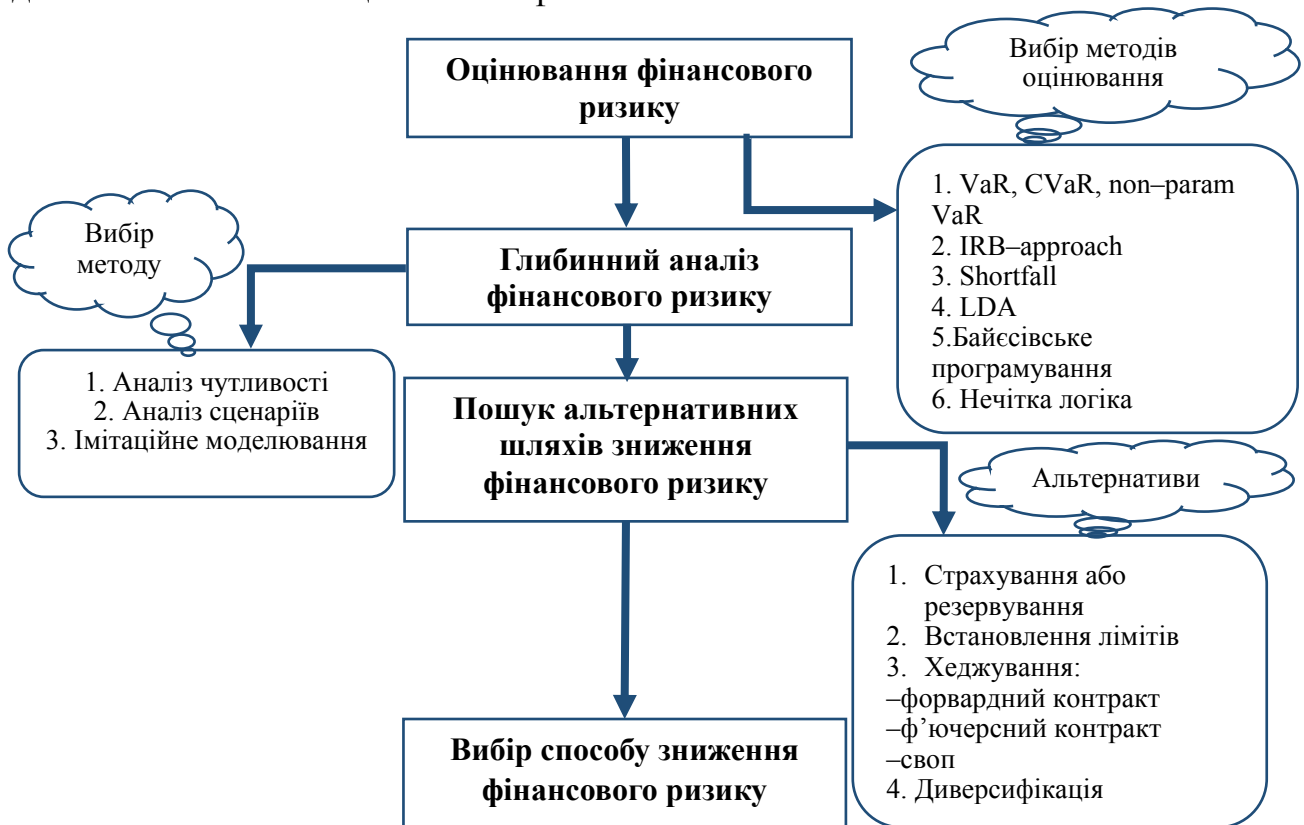 Оцінювання фінансового
ризику
Вибір методів
оцінювання
1. VaR, CVaR, non–param
VaR
2. IRB–approach
3. Shortfall
4. LDA
5.Байєсівське
програмування
6. Нечітка логіка
Вибір
методу
Глибинний аналіз
фінансового ризику
1. Аналіз чутливості
2. Аналіз сценаріїв
3. Імітаційне моделювання
Пошук альтернативних
шляхів зниження
фінансового ризику
Альтернативи
1. Страхування або
резервування
2. Встановлення лімітів
3. Хеджування:
–форвардний контракт
–ф’ючерсний контракт
–своп
4. Диверсифікація
Вибір способу зниження
фінансового ризику